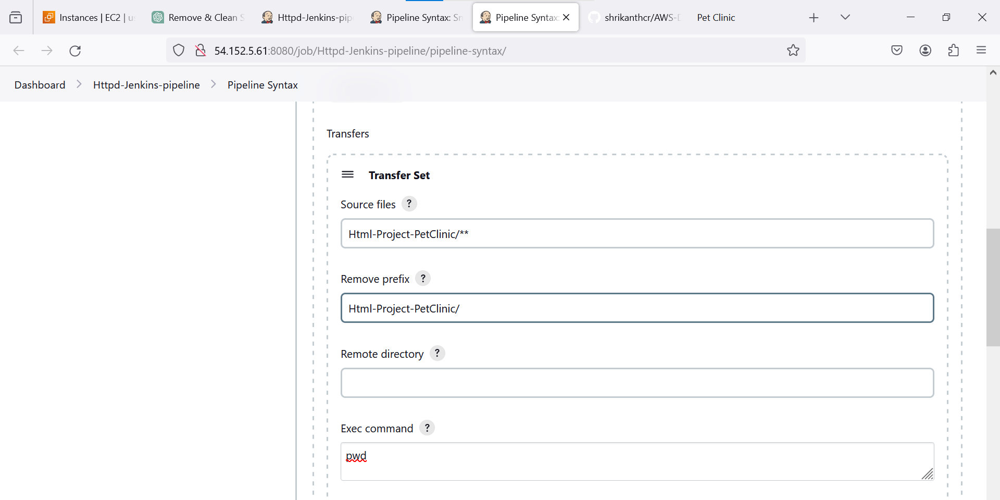 Instances | EC2 | us
Remove & Clean S
Httpd-Jenkins-pip
Pipeline Syntax: Sn
Pipeline Syntax:
shrikanthcr/AWS-D
Pet Clinic
54.152.5.61:8080/job/Httpd-Jenkins-pipeline/pipeline-syntax/
Dashboard > Httpd-Jenkins-pipeline > Pipeline Syntax
Transfers
Transfer Set
Source files ?
Html-Project-PetClinic/**
Remove prefix ?
Html-Project-PetClinic/
Remote directory ?
Exec command ?
pwd